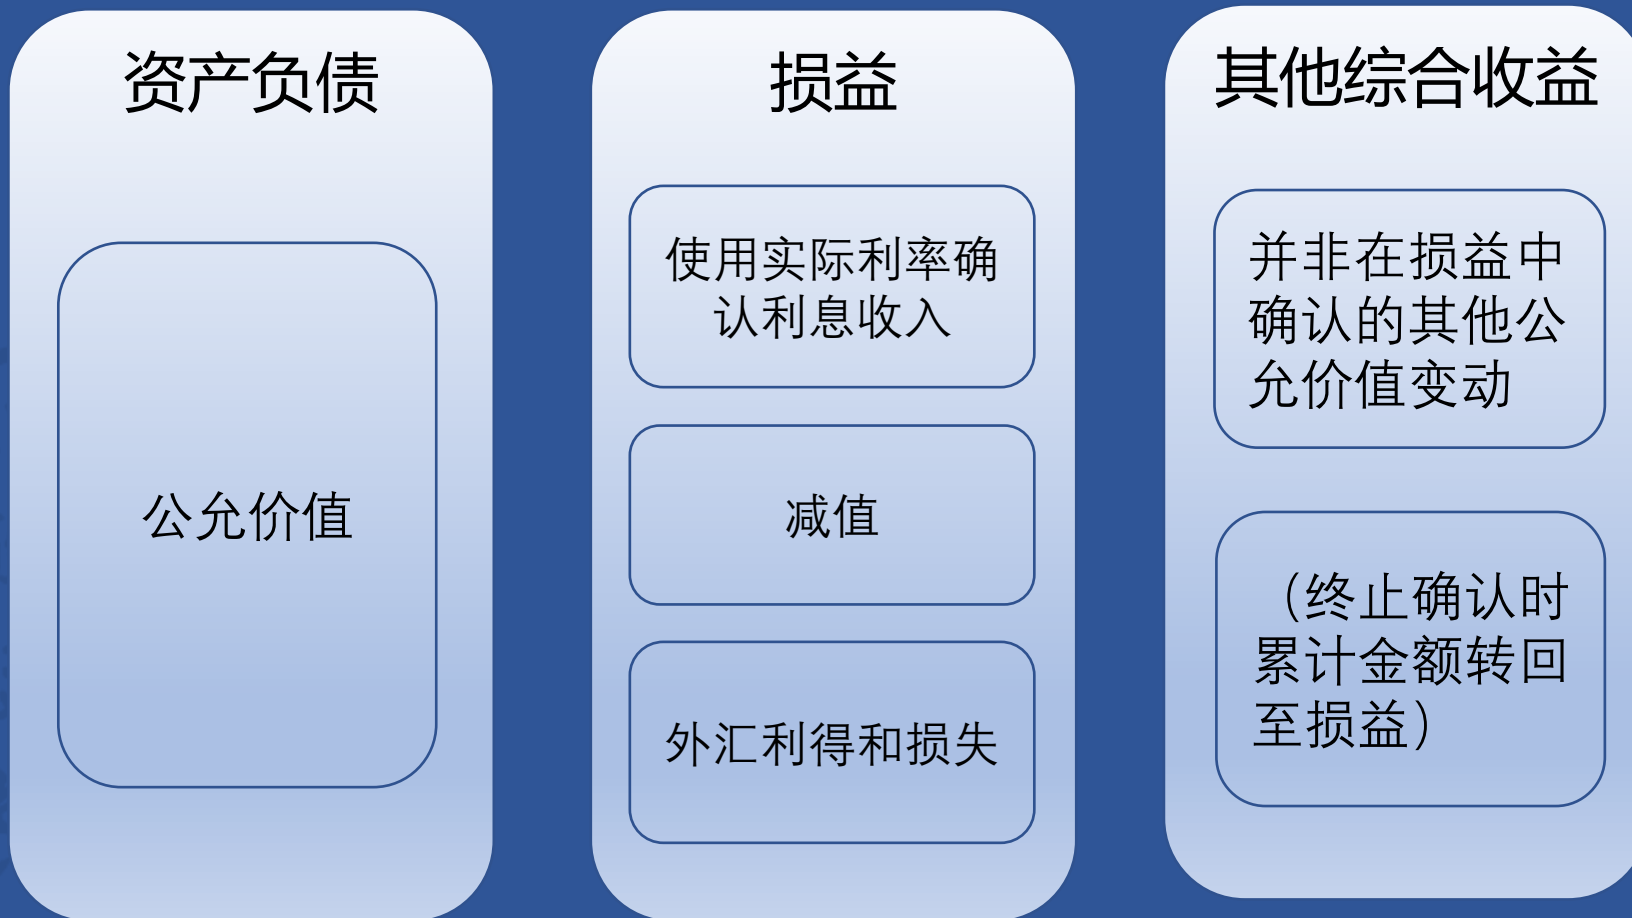 资产负债
公允价值
损益
使用实际利率确
认利息收入
减值
外汇利得和损失
其他综合收益
并非在损益中
确认的其他公
允价值变动
（终止确认时
累计金额转回
至损益）